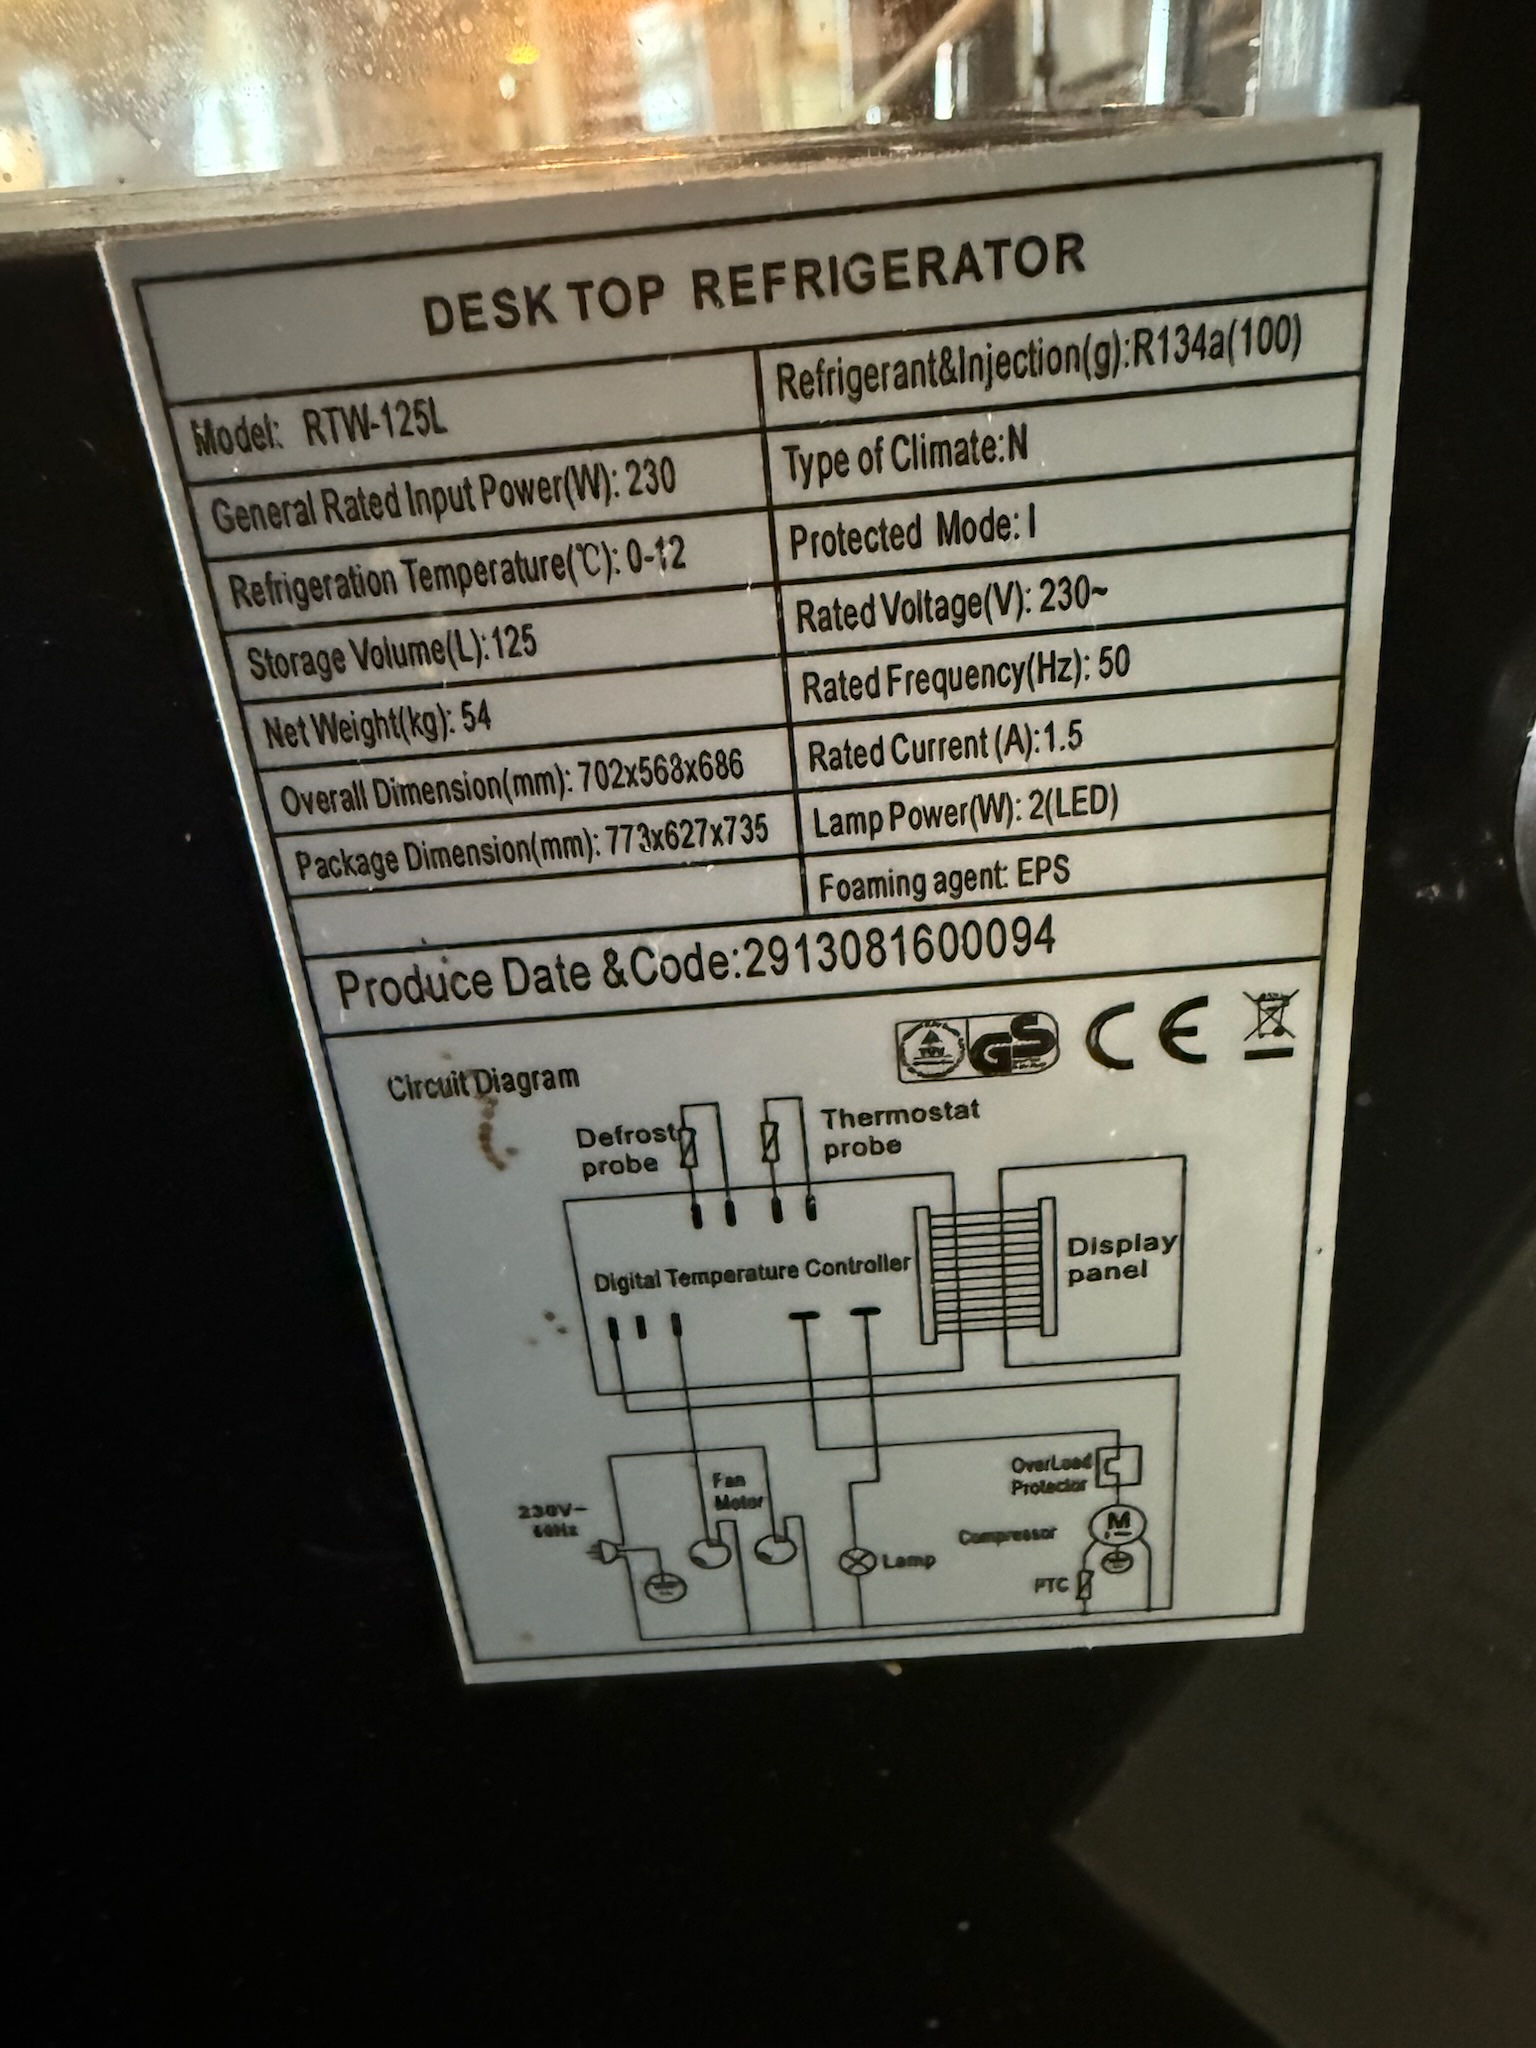 DESK TOP REFRIGERATOR
Model: RTW-125L
Refrigerant&Injection(g):R134a(100)
General Rated Input Power(W): 230
Type of Climate:N
Refrigeration Temperature(℃): 0-12
Protected Mode: I
Storage Volume(L):125
Rated Voltage(V): 230~
Net Weight(kg): 54
Rated Frequency(Hz): 50
Overall Dimension(mm): 702x568x686
Rated Current (A):1.5
Package Dimension(mm): 773x627x735
Lamp Power(W): 2(LED)
Foaming agent: EPS
Produce Date &Code:2913081600094
TUV GS CE
Circuit Diagram
Defrost
probe
Thermostat
probe
Digital Temperature Controller
Display
panel
Fan
Motor
230V~
OverLoad
Protector
Compressor
M
Lamp
PTC